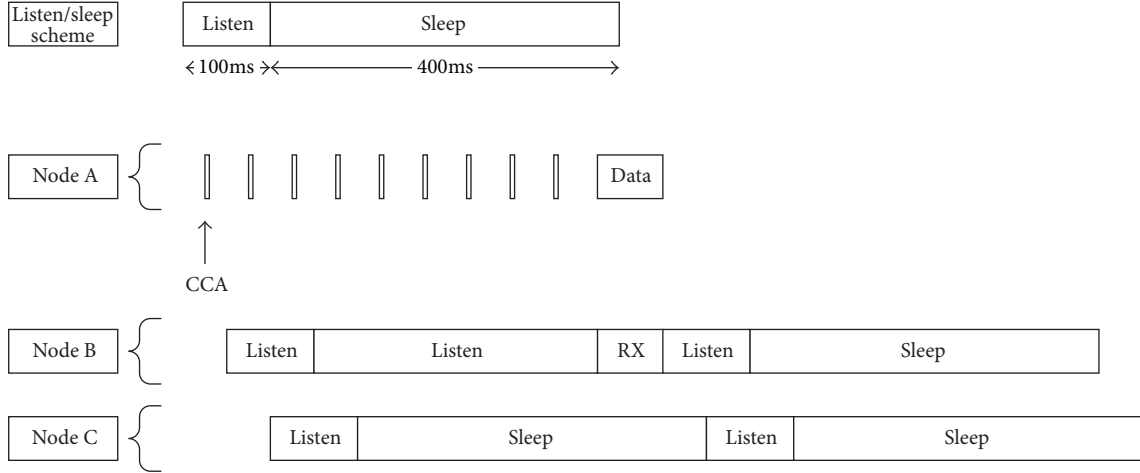 Listen/sleep
scheme
Listen Sleep
100ms 400ms
Node A Data
CCA
Node B Listen Listen RX Listen Sleep
Node C Listen Sleep Listen Sleep